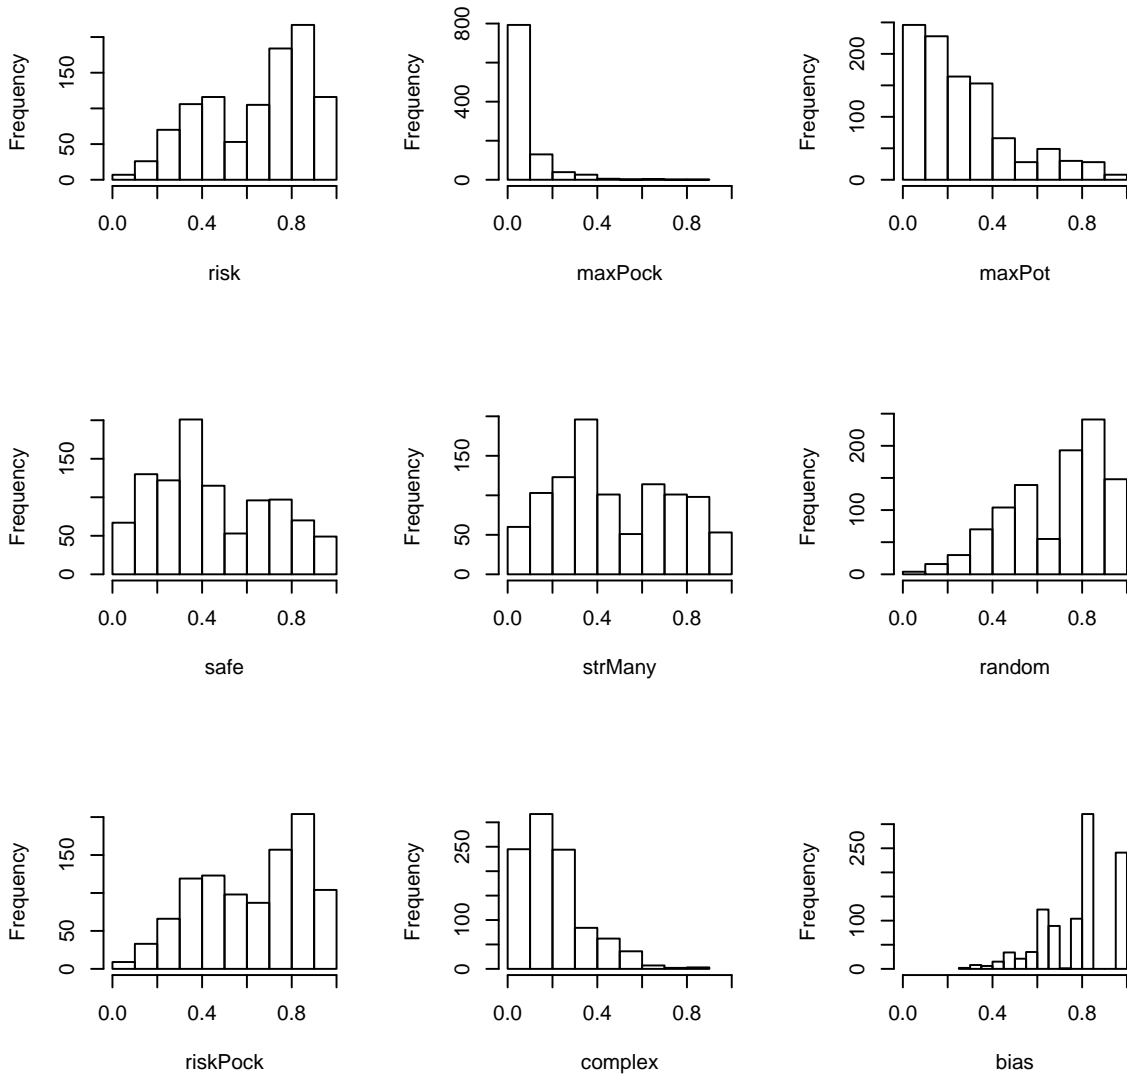 Frequency
0 50 150
0.0 0.4 0.8
risk
Frequency
0 400 800
0.0 0.4 0.8
maxPock
Frequency
0 100 200
0.0 0.4 0.8
maxPot
Frequency
0 50 150
0.0 0.4 0.8
safe
Frequency
0 50 150
0.0 0.4 0.8
strMany
Frequency
0 100 200
0.0 0.4 0.8
random
Frequency
0 50 150
0.0 0.4 0.8
riskPock
Frequency
0 100 250
0.0 0.4 0.8
complex
Frequency
0 100 250
0.0 0.4 0.8
bias